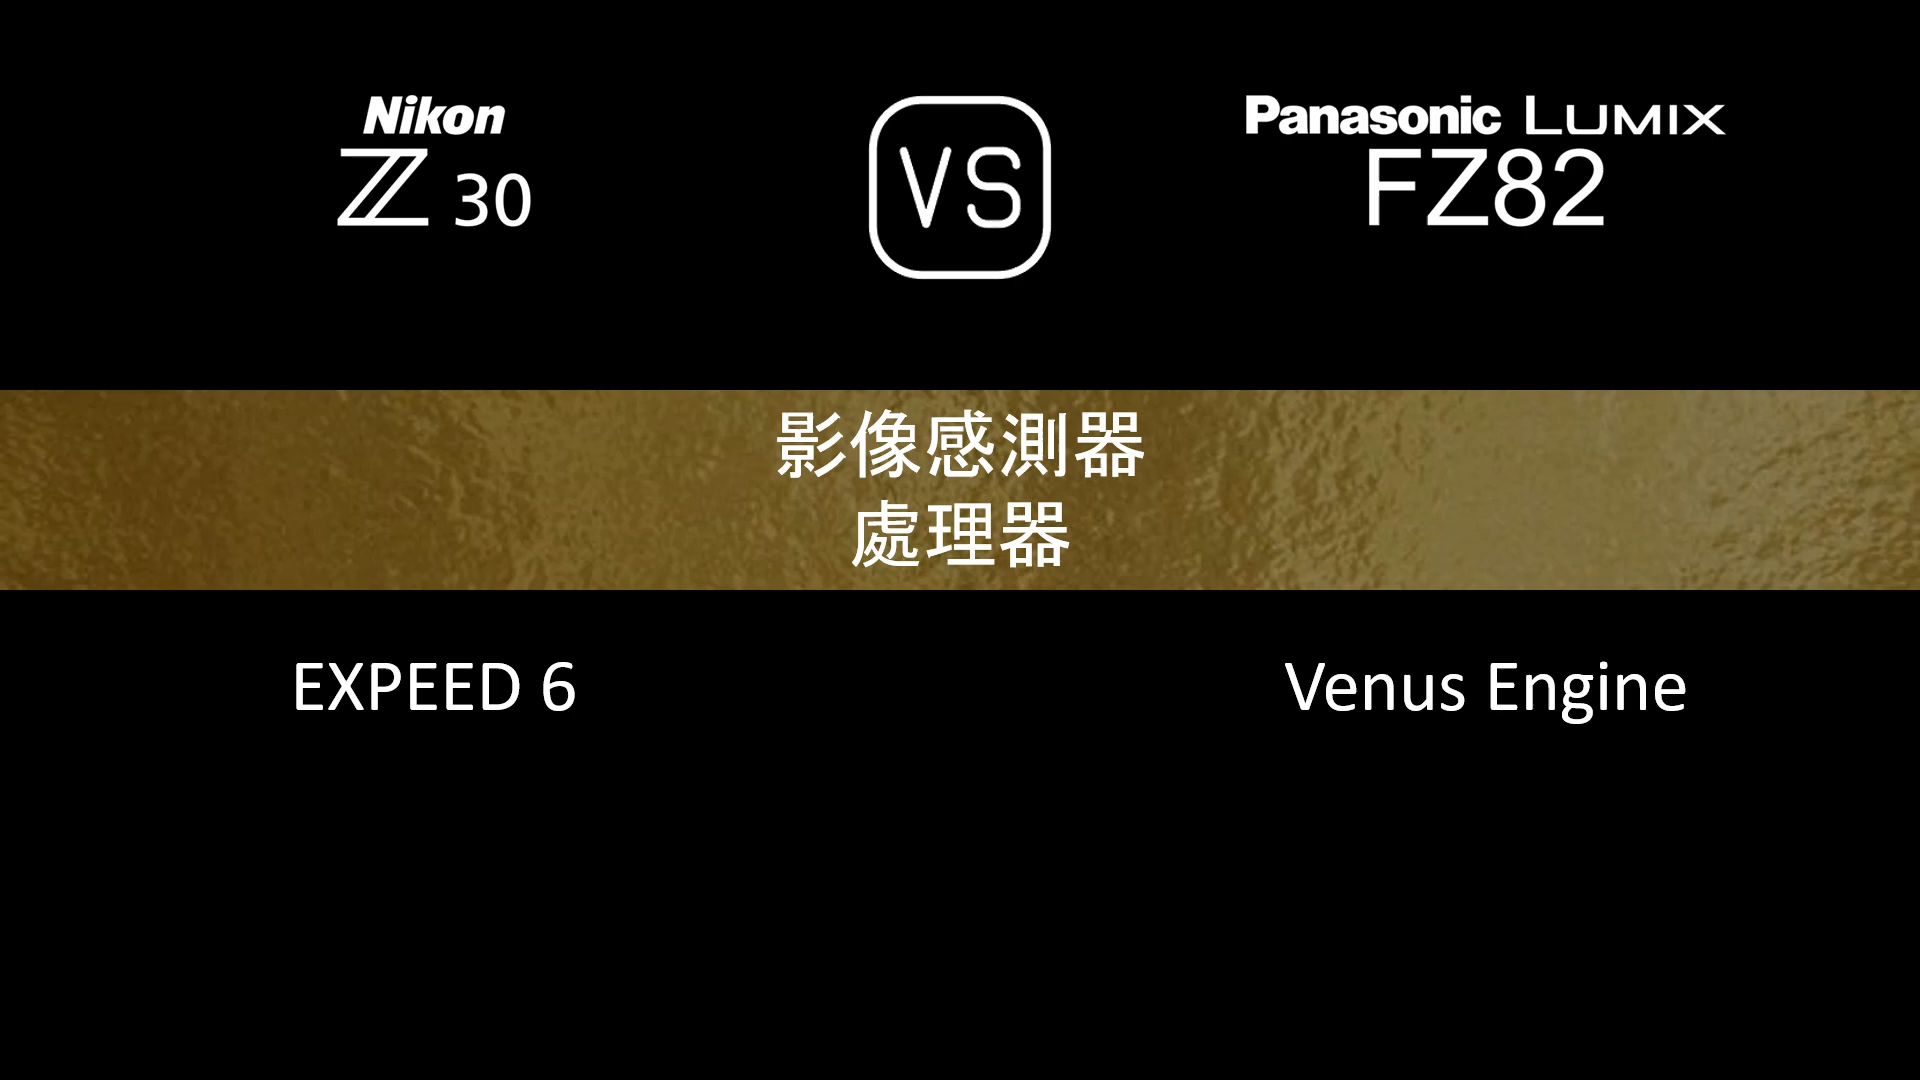 Nikon
Z 30
VS
Panasonic LUMIX
FZ82
影像感測器
處理器
EXPEED 6
Venus Engine